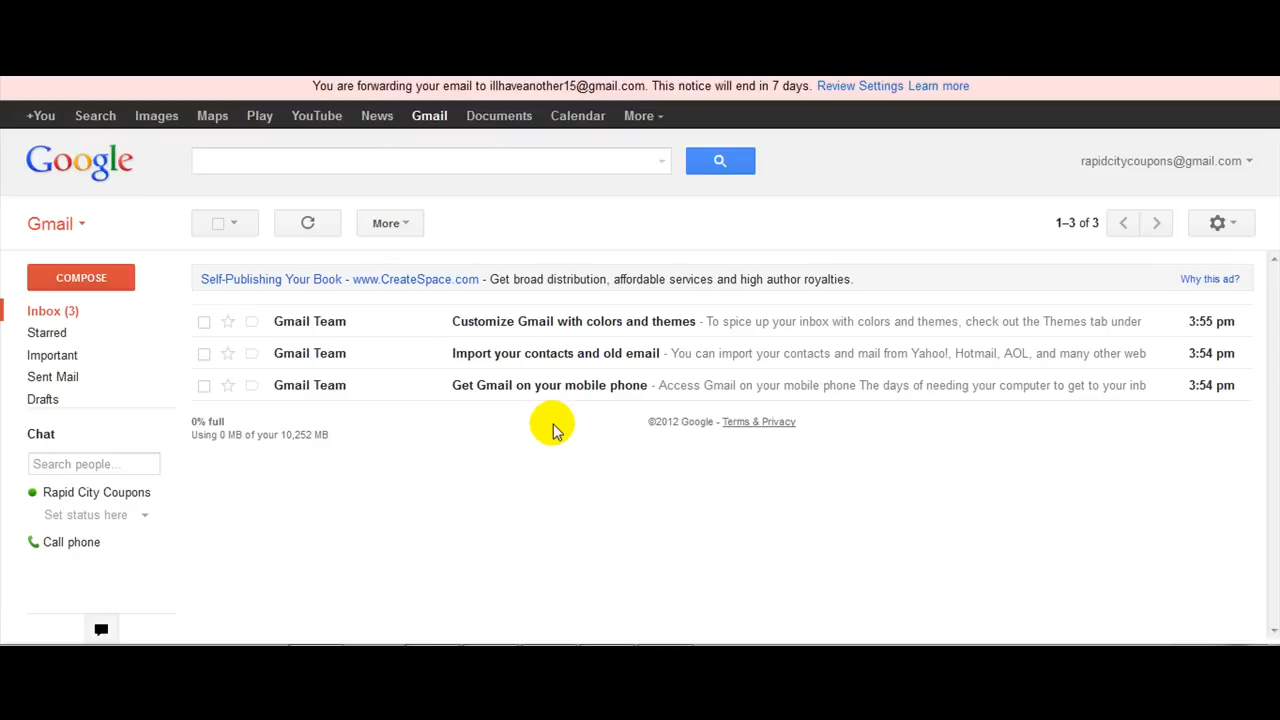 You are forwarding your email to illhaveanother15@gmail.com. This notice will end in 7 days. Review Settings Learn more
+You Search Images Maps Play YouTube News Gmail Documents Calendar More
Google
rapidcitycoupons@gmail.com
Gmail
More
1–3 of 3
COMPOSE
Self-Publishing Your Book - www.CreateSpace.com - Get broad distribution, affordable services and high author royalties. Why this ad?
Inbox (3)
Starred
Important
Sent Mail
Drafts
Gmail Team Customize Gmail with colors and themes - To spice up your inbox with colors and themes, check out the Themes tab under 3:55 pm
Gmail Team Import your contacts and old email - You can import your contacts and mail from Yahoo!, Hotmail, AOL, and many other web 3:54 pm
Gmail Team Get Gmail on your mobile phone - Access Gmail on your mobile phone The days of needing your computer to get to your inb 3:54 pm
0% full
Using 0 MB of your 10,252 MB
©2012 Google - Terms & Privacy
Chat
Search people...
Rapid City Coupons
Set status here
Call phone